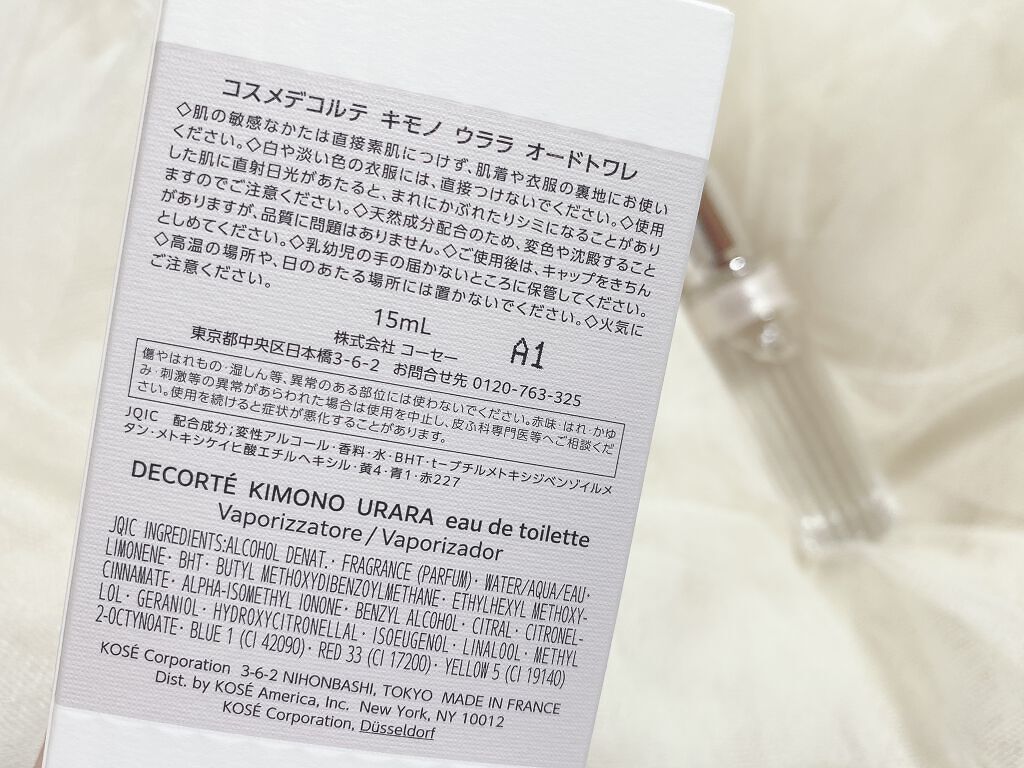 コスメデコルテ キモノ ウララ オードトワレ
◇肌の敏感なかたは直接素肌につけず、肌着や衣服の裏地にお使い
ください。◇白や淡い色の衣服には、直接つけないでください。◇使用
した肌に直射日光があたると、まれにかぶれたりシミになることがあり
ますのでご注意ください。◇天然成分配合のため、変色や沈殿すること
がありますが、品質に問題はありません。◇ご使用後は、キャップをきちん
としめてください。◇乳幼児の手の届かないところに保管してください。
◇高温の場所や、日のあたる場所には置かないでください。◇火気に
ご注意ください。
15mL
株式会社 コーセー
A1
東京都中央区日本橋3-6-2 お問合せ先 0120-763-325
傷やはれもの・湿しん等、異常のある部位には使わないでください。赤味・はれ・かゆ
み・刺激等の異常があらわれた場合は使用を中止し、皮ふ科専門医等へご相談くだ
さい。使用を続けると症状が悪化することがあります。
JQIC 配合成分;変性アルコール・香料・水・BHT・t-ブチルメトキシジベンゾイルメ
タン・メトキシケイヒ酸エチルヘキシル・黄4・青1・赤227
DECORTÉ KIMONO URARA eau de toilette
Vaporizzatore / Vaporizador
JQIC INGREDIENTS:ALCOHOL DENAT.· FRAGRANCE (PARFUM)· WATER/AQUA/EAU·
LIMONENE· BHT· BUTYL METHOXYDIBENZOYLMETHANE· ETHYLHEXYL METHOXY-
CINNAMATE· ALPHA-ISOMETHYL IONONE· BENZYL ALCOHOL· CITRAL· CITRONEL-
LOL· GERANIOL· HYDROXYCITRONELLAL· ISOEUGENOL· LINALOOL· METHYL
2-OCTYNOATE· BLUE 1 (CI 42090)· RED 33 (CI 17200)· YELLOW 5 (CI 19140)
KOSÉ Corporation 3-6-2 NIHONBASHI, TOKYO MADE IN FRANCE
Dist. by KOSÉ America, Inc. New York, NY 10012
KOSÉ Corporation, Düsseldorf